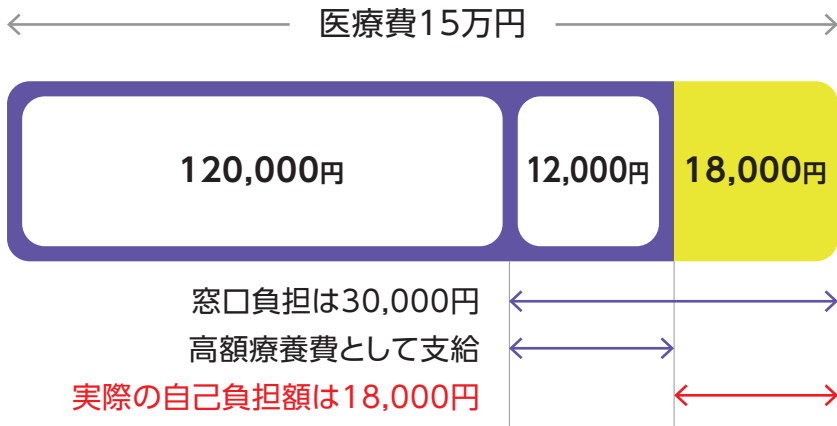 医療費15万円
120,000円
12,000円
18,000円
窓口負担は30,000円
高額療養費として支給
実際の自己負担額は18,000円